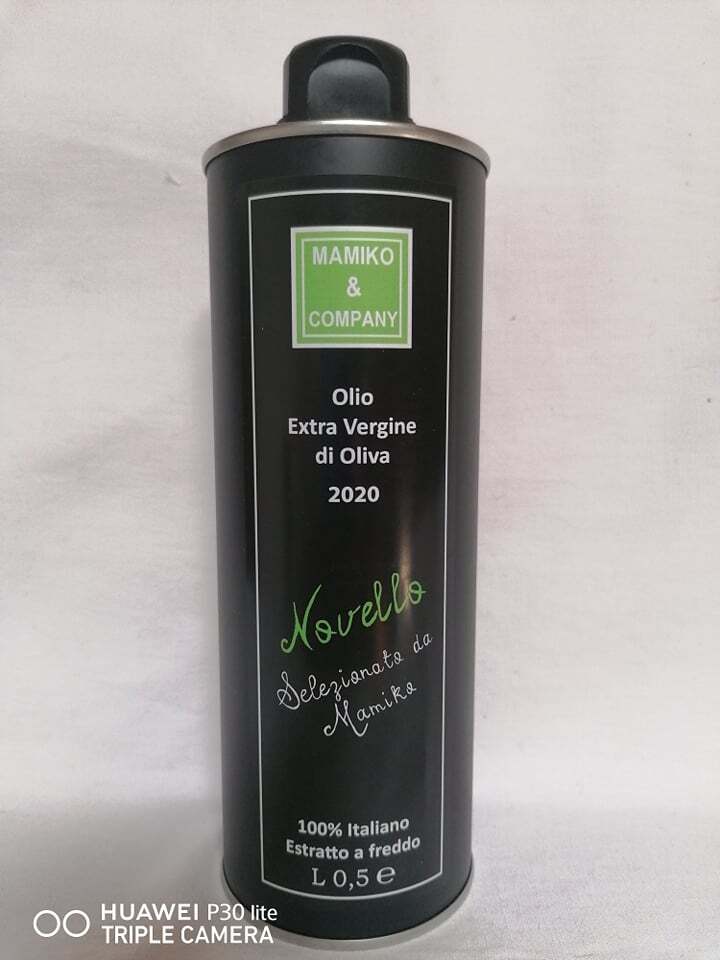 MAMIKO
&
COMPANY
Olio
Extra Vergine
di Oliva
2020
Novello
Selezionato da
Mamiko
100% Italiano
Estratto a freddo
L 0,5 e
HUAWEI P30 lite
TRIPLE CAMERA